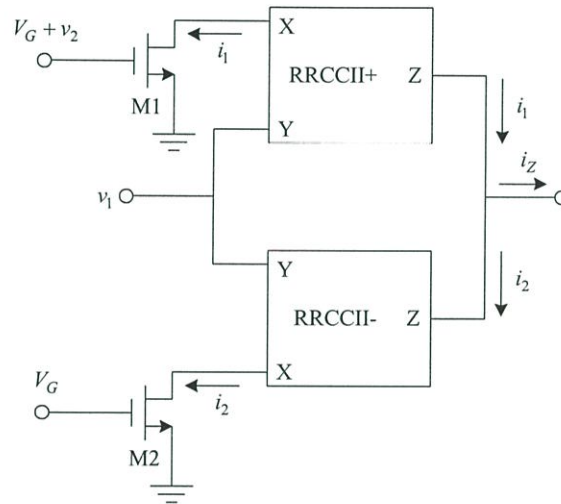 V_G + v_2
X
i_1
RRCCII+
Z
M1
Y
i_1
i_Z
v_1
Y
i_2
RRCCII-
Z
V_G
X
i_2
M2